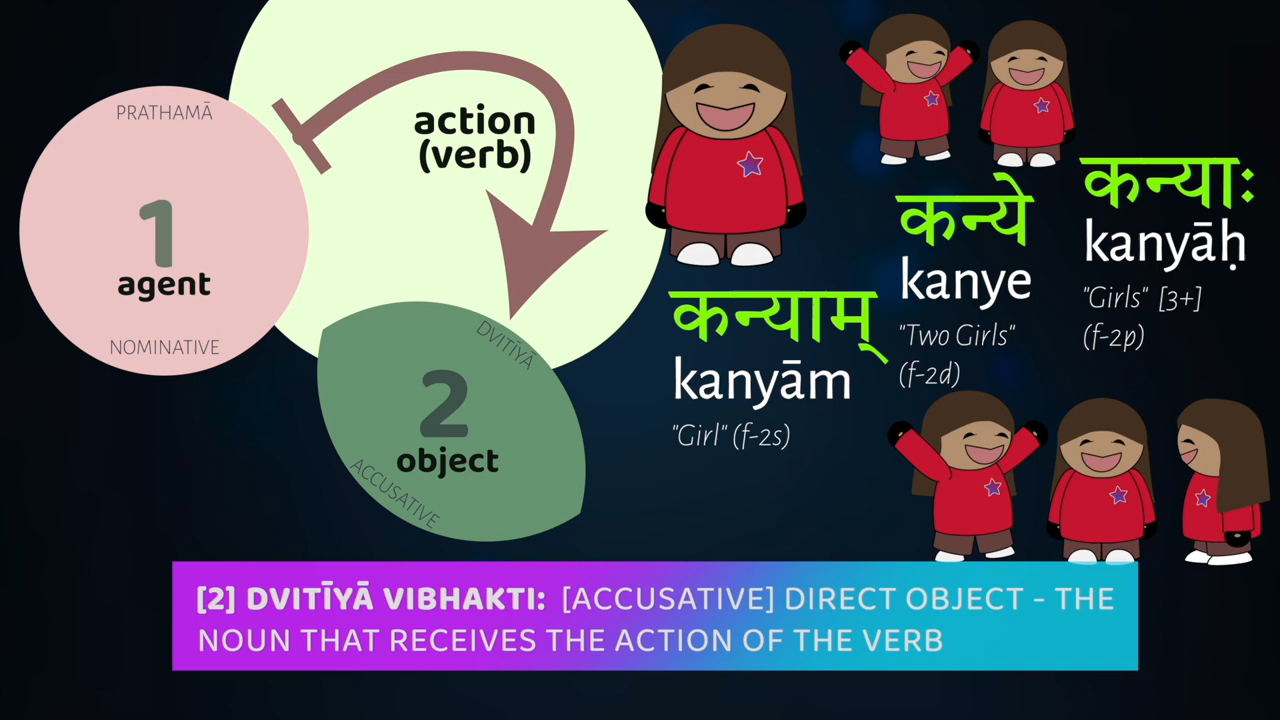 PRATHAMĀ
1
agent
NOMINATIVE
action
(verb)
DVITĪYĀ
2
object
ACCUSATIVE
कन्याम्
kanyām
"Girl" (f-2s)
कन्ये
kanye
"Two Girls"
(f-2d)
कन्याः
kanyāḥ
"Girls" [3+]
(f-2p)
[2] DVITĪYĀ VIBHAKTI: [ACCUSATIVE] DIRECT OBJECT - THE
NOUN THAT RECEIVES THE ACTION OF THE VERB